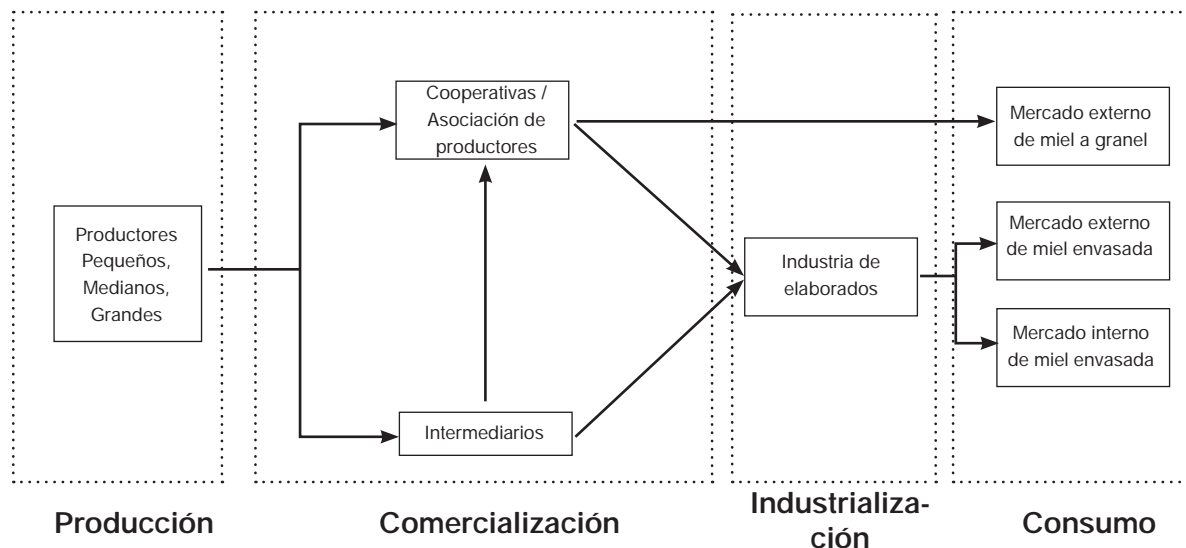 Productores
Pequeños,
Medianos,
Grandes
Cooperativas /
Asociación de
productores
Intermediarios
Industria de
elaborados
Mercado externo
de miel a granel
Mercado externo
de miel envasada
Mercado interno
de miel envasada
Producción
Comercialización
Industrializa-
ción
Consumo